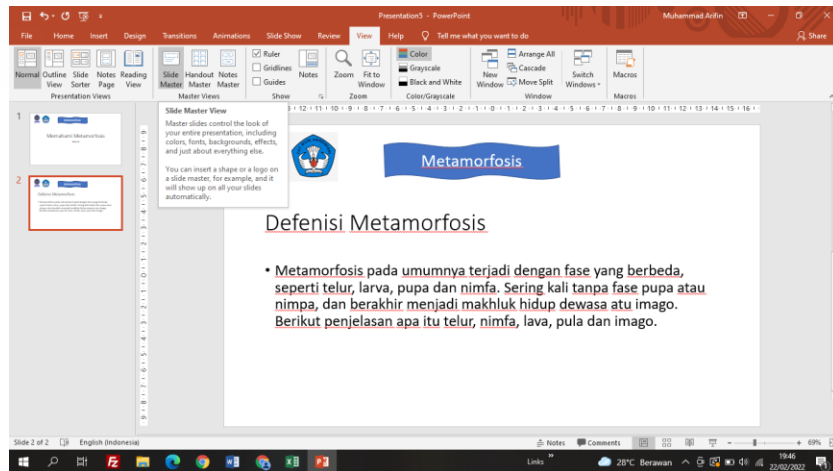 Presentation5 - PowerPoint
Muhammad Arifin
File Home Insert Design Transitions Animations Slide Show Review View Help Tell me what you want to do Share
Normal Outline View Slide Sorter Notes Page Reading View
Presentation Views
Slide Master Handout Master Notes Master
Master Views
Ruler
Gridlines
Guides
Notes
Show
Zoom Fit to Window
Zoom
Color
Grayscale
Black and White
Color/Grayscale
New Window
Arrange All
Cascade
Move Split
Switch Windows
Window
Macros
Macros
Slide Master View
Master slides control the look of
your entire presentation, including
colors, fonts, backgrounds, effects,
and just about everything else.
You can insert a shape or a logo on
a slide master, for example, and it
will show up on all your slides
automatically.
1
Memahami Metamorfosis
2
Metamorfosis
Defenisi Metamorfosis
• Metamorfosis pada umumnya terjadi dengan fase yang berbeda,
seperti telur, larva, pupa dan nimfa. Sering kali tanpa fase pupa atau
nimpa, dan berakhir menjadi makhluk hidup dewasa atu imago.
Berikut penjelasan apa itu telur, nimfa, lava, pula dan imago.
Slide 2 of 2 English (Indonesia) Notes Comments 69%
Links 28°C Berawan 19:46
22/02/2022